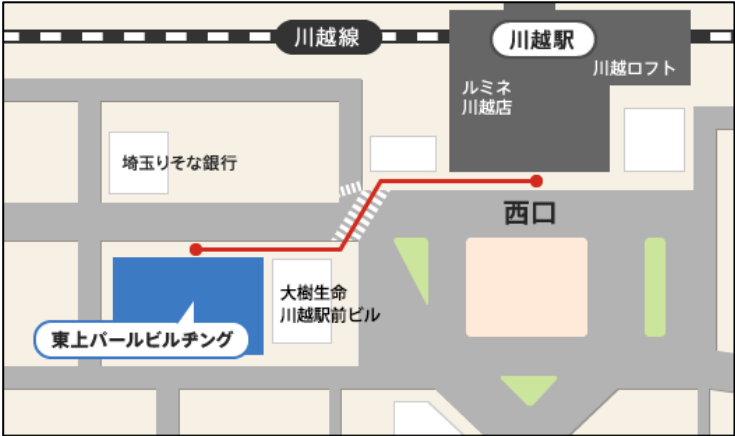 川越線
川越駅
川越ロフト
ルミネ
川越店
埼玉りそな銀行
西口
大樹生命
川越駅前ビル
東上パールビルヂング